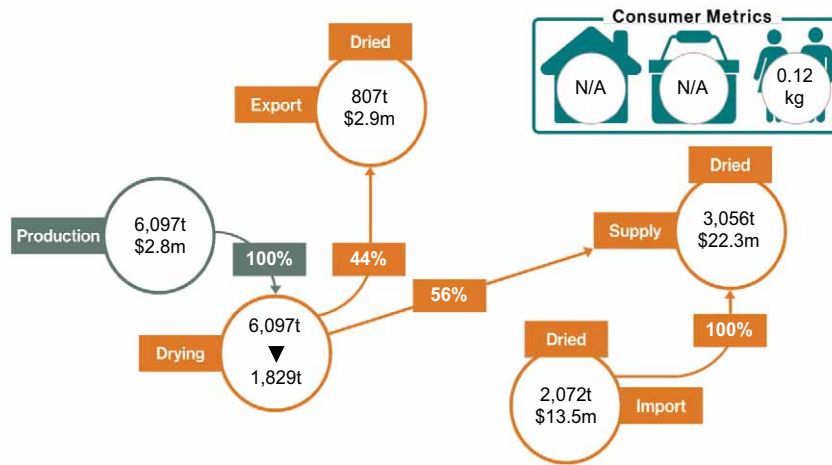 Consumer Metrics
N/A
N/A
0.12
kg
Dried
Export
807t
$2.9m
Dried
Supply
3,056t
$22.3m
Production
6,097t
$2.8m
100%
44%
56%
Drying
6,097t
▼
1,829t
100%
Dried
2,072t
$13.5m
Import